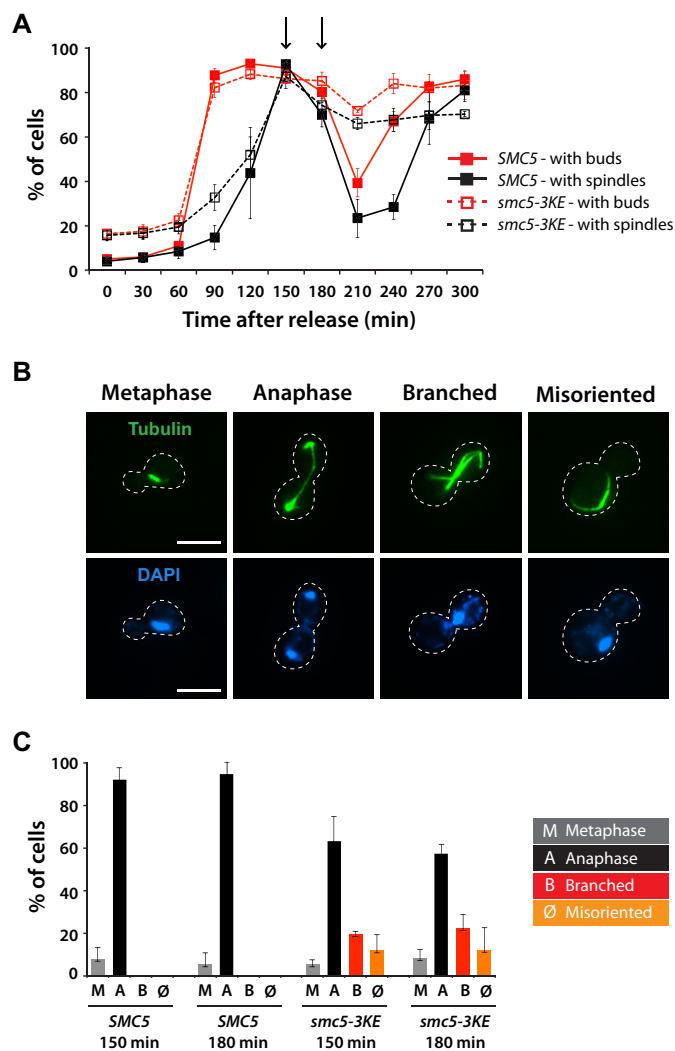 A
100
80
60
40
20
0
% of cells
0 30 60 90 120 150 180 210 240 270 300
Time after release (min)
SMC5 - with buds
SMC5 - with spindles
smc5-3KE - with buds
smc5-3KE - with spindles
B
Metaphase Anaphase Branched Misoriented
Tubulin
DAPI
C
100
80
60
40
20
0
% of cells
M A B Ø M A B Ø M A B Ø M A B Ø
SMC5 SMC5 smc5-3KE smc5-3KE
150 min 180 min 150 min 180 min
M Metaphase
A Anaphase
B Branched
Ø Misoriented